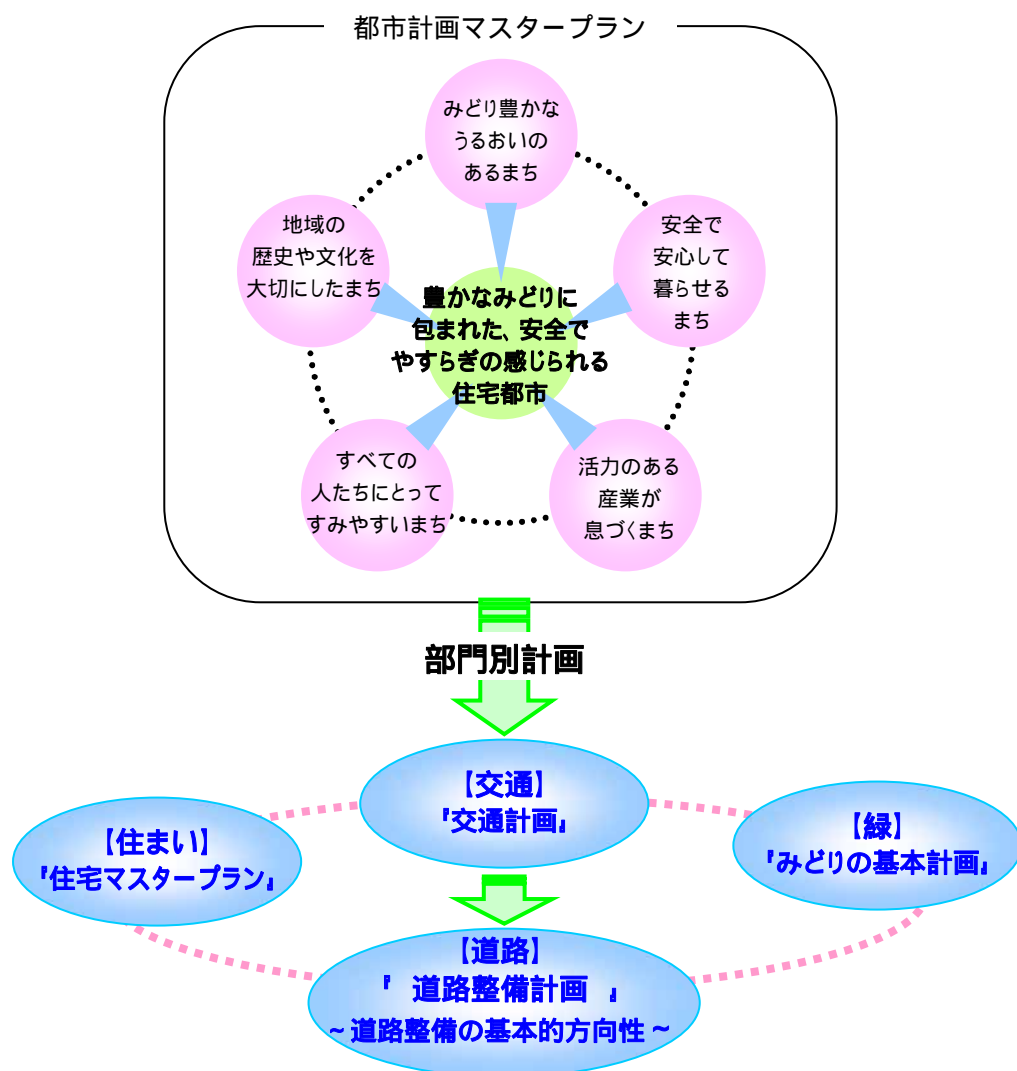 都市計画マスタープラン
みどり豊かな
うるおいの
あるまち
地域の
歴史や文化を
大切にしたまち
安全で
安心して
暮らせる
まち
豊かなみどりに
包まれた、安全で
やすらぎの感じられる
住宅都市
すべての
人たちにとって
すみやすいまち
活力のある
産業が
息づくまち
部門別計画
【交通】
『交通計画』
【住まい】
『住宅マスタープラン』
【緑】
『みどりの基本計画』
【道路】
『 道路整備計画 』
~道路整備の基本的方向性~